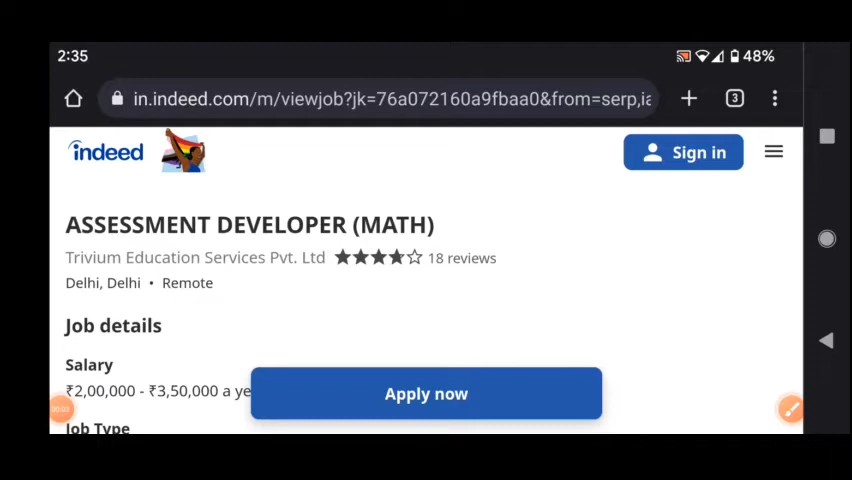 2:35
48%
in.indeed.com/m/viewjob?jk=76a072160a9fbaa0&from=serp,ia
3
indeed
Sign in
ASSESSMENT DEVELOPER (MATH)
Trivium Education Services Pvt. Ltd 18 reviews
Delhi, Delhi • Remote
Job details
Salary
₹2,00,000 - ₹3,50,000 a ye
Apply now
00:03
Job Type